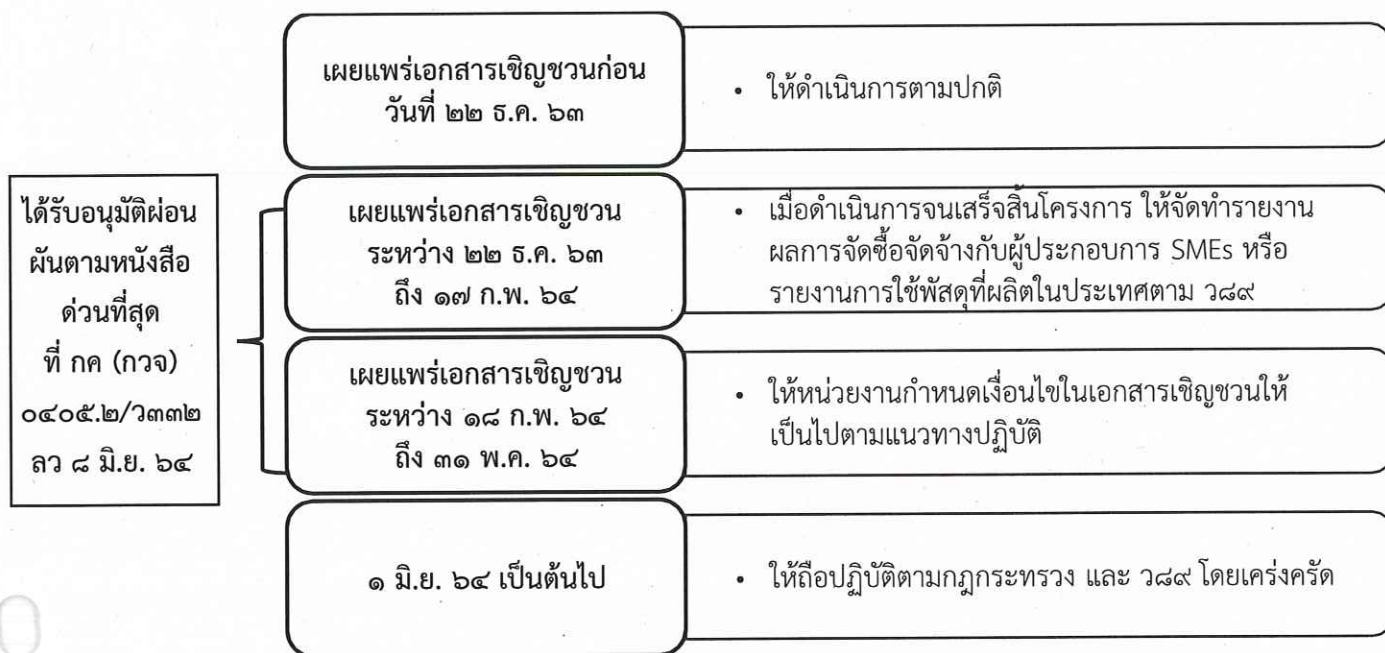 เผยแพร่เอกสารเชิญชวนก่อน
วันที่ ๒๒ ธ.ค. ๖๓
• ให้ดำเนินการตามปกติ
ได้รับอนุมัติผ่อน
ผันตามหนังสือ
ด่วนที่สุด
ที่ กค (กวจ)
๐๔๐๕.๒/ว๓๓๒
ลว ๘ มิ.ย. ๖๔
เผยแพร่เอกสารเชิญชวน
ระหว่าง ๒๒ ธ.ค. ๖๓
ถึง ๑๗ ก.พ. ๖๔
• เมื่อดำเนินการจนเสร็จสิ้นโครงการ ให้จัดทำรายงาน
ผลการจัดซื้อจัดจ้างกับผู้ประกอบการ SMEs หรือ
รายงานการใช้พัสดุที่ผลิตในประเทศตาม ว๘๙
เผยแพร่เอกสารเชิญชวน
ระหว่าง ๑๘ ก.พ. ๖๔
ถึง ๓๑ พ.ค. ๖๔
• ให้หน่วยงานกำหนดเงื่อนไขในเอกสารเชิญชวนให้
เป็นไปตามแนวทางปฏิบัติ
๑ มิ.ย. ๖๔ เป็นต้นไป
• ให้ถือปฏิบัติตามกฎกระทรวง และ ว๘๙ โดยเคร่งครัด